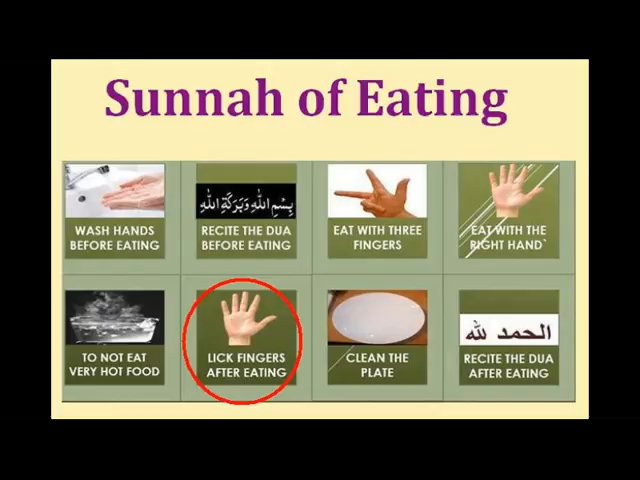 Sunnah of Eating
WASH HANDS
BEFORE EATING
بِسْمِ اللهِ وَبَرَكَةِ اللهِ
RECITE THE DUA
BEFORE EATING
EAT WITH THREE
FINGERS
EAT WITH THE
RIGHT HAND`
TO NOT EAT
VERY HOT FOOD
LICK FINGERS
AFTER EATING
CLEAN THE
PLATE
الحمد لله
RECITE THE DUA
AFTER EATING